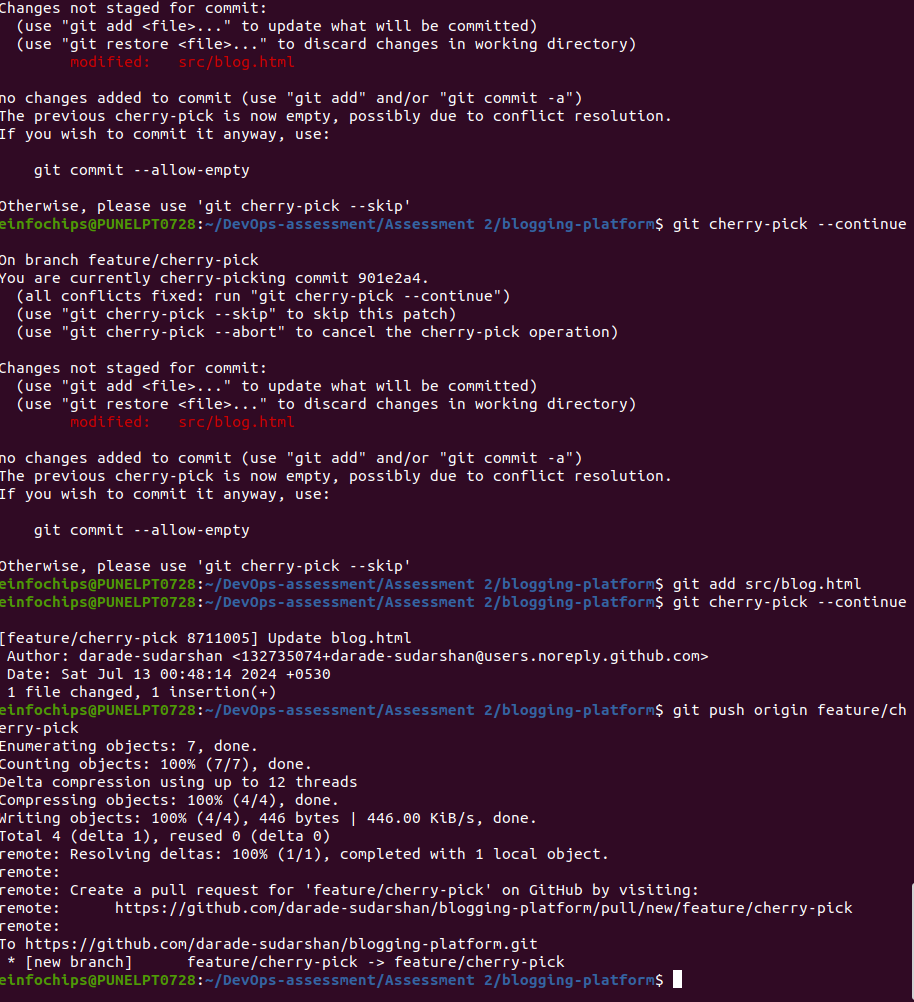 Changes not staged for commit:
  (use "git add <file>..." to update what will be committed)
  (use "git restore <file>..." to discard changes in working directory)
        modified:   src/blog.html

no changes added to commit (use "git add" and/or "git commit -a")
The previous cherry-pick is now empty, possibly due to conflict resolution.
If you wish to commit it anyway, use:

    git commit --allow-empty

Otherwise, please use 'git cherry-pick --skip'
einfochips@PUNELPT0728:~/DevOps-assessment/Assessment 2/blogging-platform$ git cherry-pick --continue

On branch feature/cherry-pick
You are currently cherry-picking commit 901e2a4.
  (all conflicts fixed: run "git cherry-pick --continue")
  (use "git cherry-pick --skip" to skip this patch)
  (use "git cherry-pick --abort" to cancel the cherry-pick operation)

Changes not staged for commit:
  (use "git add <file>..." to update what will be committed)
  (use "git restore <file>..." to discard changes in working directory)
        modified:   src/blog.html

no changes added to commit (use "git add" and/or "git commit -a")
The previous cherry-pick is now empty, possibly due to conflict resolution.
If you wish to commit it anyway, use:

    git commit --allow-empty

Otherwise, please use 'git cherry-pick --skip'
einfochips@PUNELPT0728:~/DevOps-assessment/Assessment 2/blogging-platform$ git add src/blog.html
einfochips@PUNELPT0728:~/DevOps-assessment/Assessment 2/blogging-platform$ git cherry-pick --continue

[feature/cherry-pick 8711005] Update blog.html
 Author: darade-sudarshan <132735074+darade-sudarshan@users.noreply.github.com>
 Date: Sat Jul 13 00:48:14 2024 +0530
 1 file changed, 1 insertion(+)
einfochips@PUNELPT0728:~/DevOps-assessment/Assessment 2/blogging-platform$ git push origin feature/ch
erry-pick
Enumerating objects: 7, done.
Counting objects: 100% (7/7), done.
Delta compression using up to 12 threads
Compressing objects: 100% (4/4), done.
Writing objects: 100% (4/4), 446 bytes | 446.00 KiB/s, done.
Total 4 (delta 1), reused 0 (delta 0)
remote: Resolving deltas: 100% (1/1), completed with 1 local object.
remote:
remote: Create a pull request for 'feature/cherry-pick' on GitHub by visiting:
remote:      https://github.com/darade-sudarshan/blogging-platform/pull/new/feature/cherry-pick
remote:
To https://github.com/darade-sudarshan/blogging-platform.git
 * [new branch]      feature/cherry-pick -> feature/cherry-pick
einfochips@PUNELPT0728:~/DevOps-assessment/Assessment 2/blogging-platform$